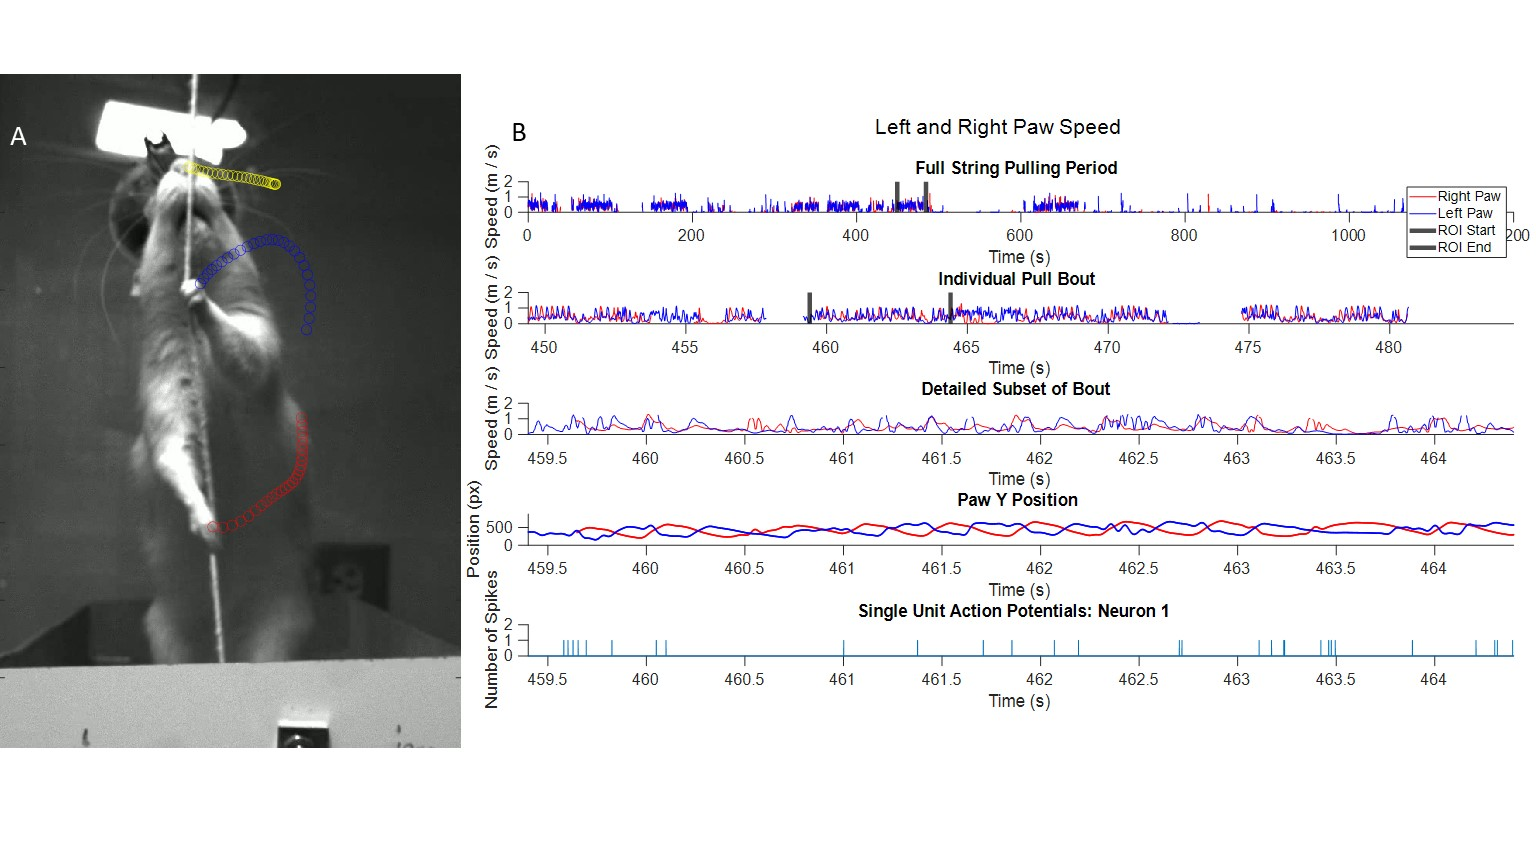 A
B
Left and Right Paw Speed
Full String Pulling Period
Speed (m / s)
2
1
0
0 200 400 600 800 1000 200
Time (s)
Right Paw
Left Paw
ROI Start
ROI End
Individual Pull Bout
Speed (m / s)
2
1
0
450 455 460 465 470 475 480
Time (s)
Detailed Subset of Bout
Speed (m / s)
2
1
0
459.5 460 460.5 461 461.5 462 462.5 463 463.5 464
Time (s)
Paw Y Position
Position (px)
500
0
459.5 460 460.5 461 461.5 462 462.5 463 463.5 464
Time (s)
Single Unit Action Potentials: Neuron 1
Number of Spikes
2
1
0
459.5 460 460.5 461 461.5 462 462.5 463 463.5 464
Time (s)